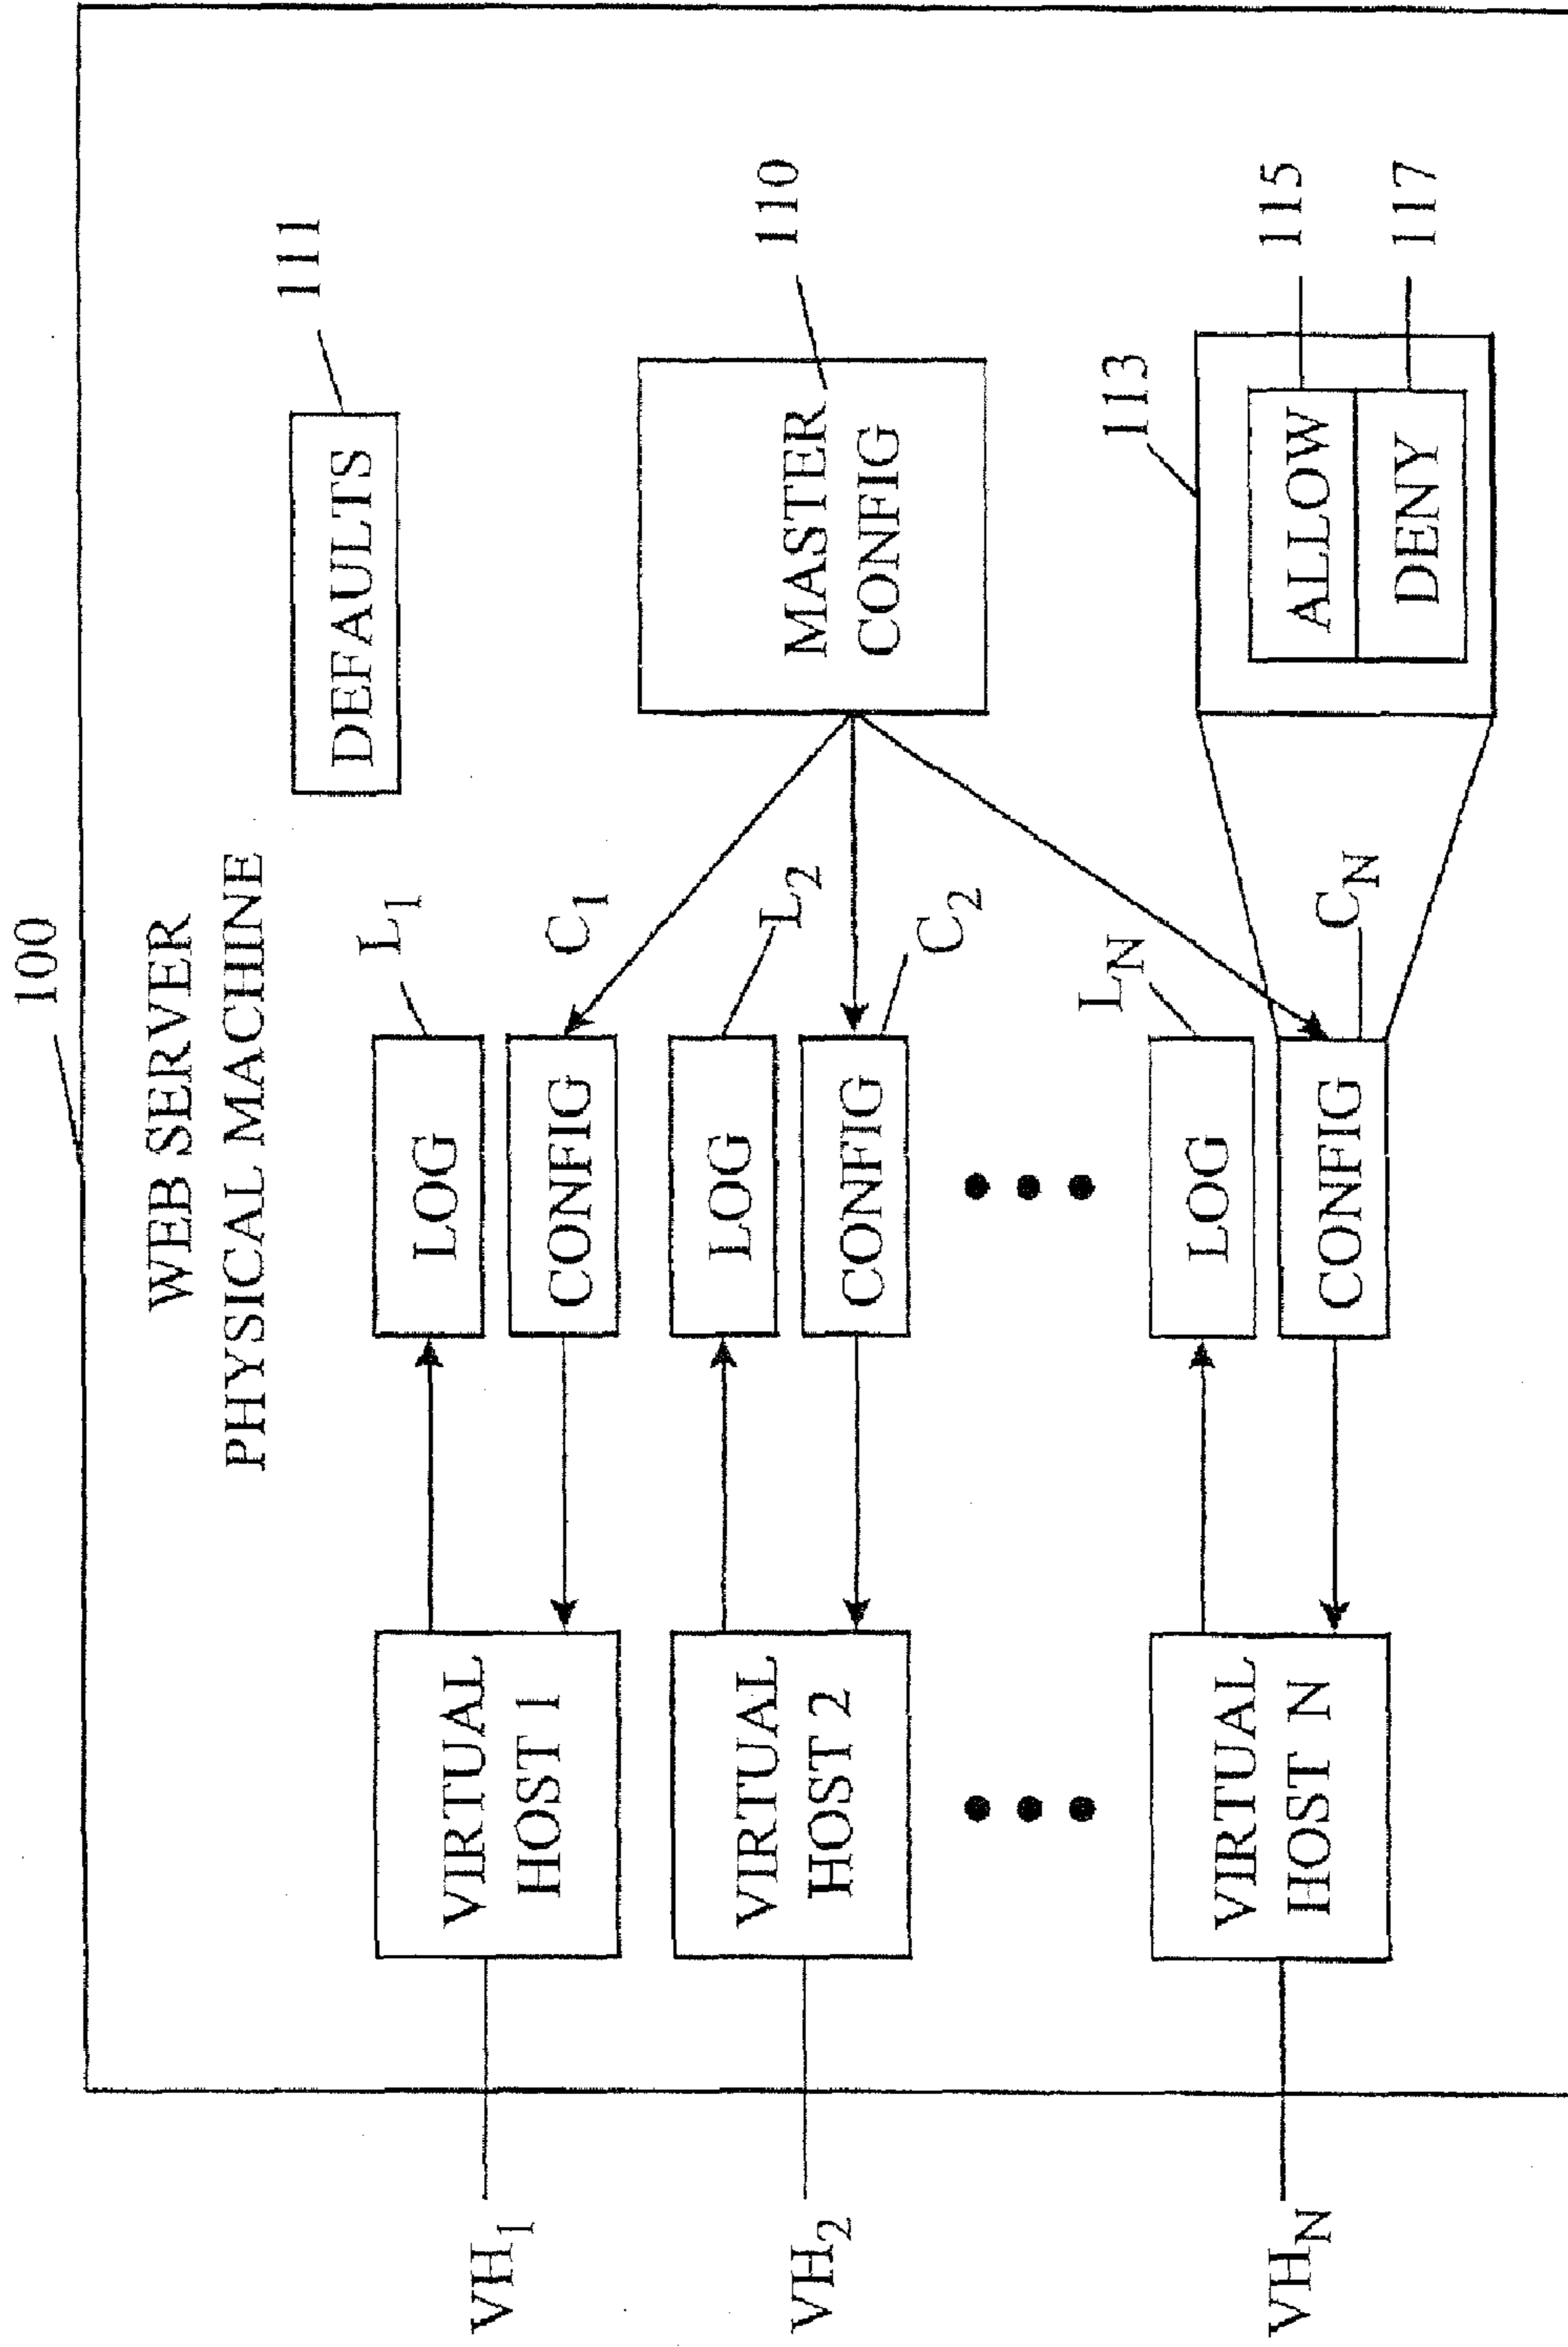 100
WEB SERVER
PHYSICAL MACHINE
111
DEFAULTS
VH1
VIRTUAL
HOST 1
LOG
L1
CONFIG
C1
VH2
VIRTUAL
HOST 2
LOG
L2
CONFIG
C2
MASTER
CONFIG
110
VHN
VIRTUAL
HOST N
LOG
LN
CONFIG
CN
113
ALLOW
115
DENY
117